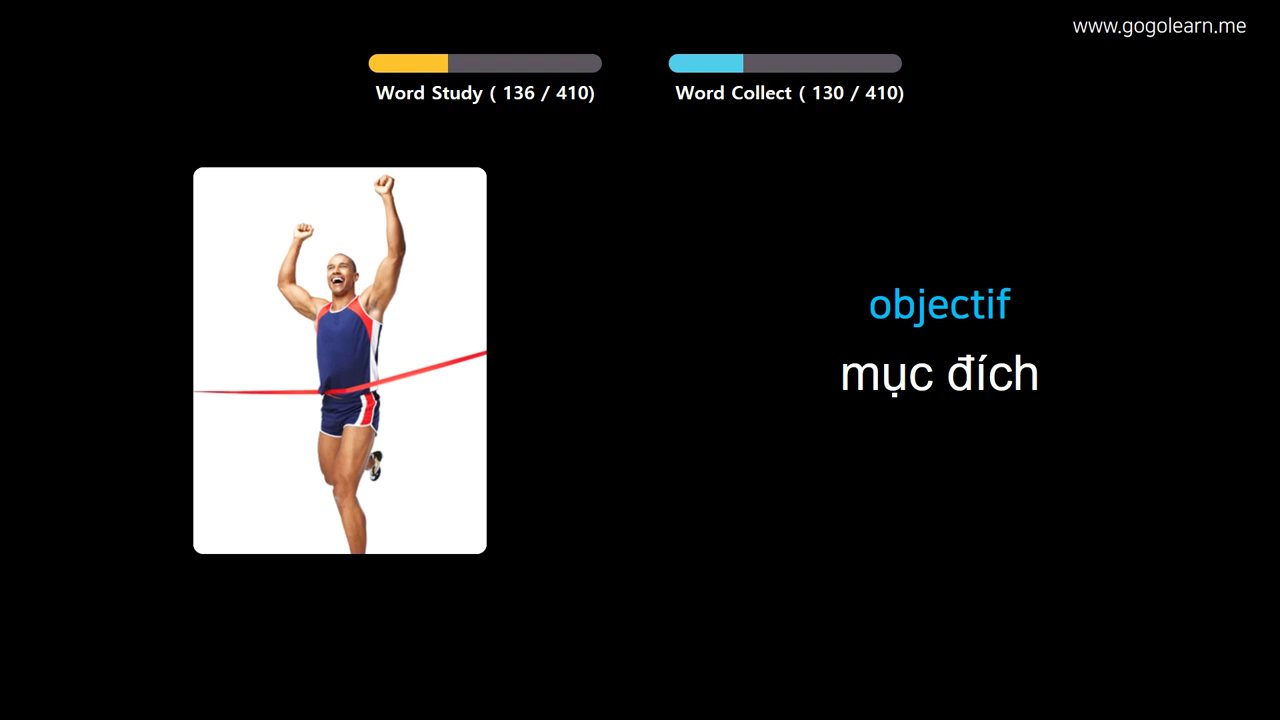 www.gogolearn.me
Word Study ( 136 / 410)
Word Collect ( 130 / 410)
objectif
mục đích